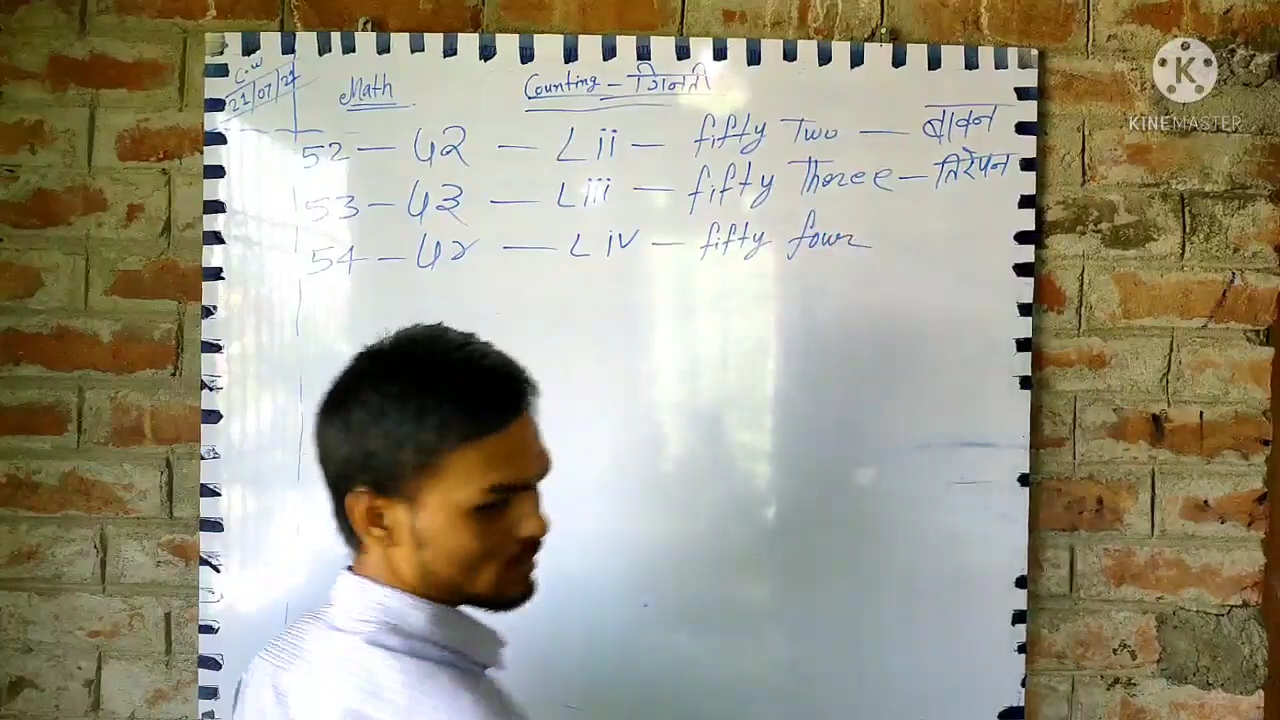 C.W
21/07/21
Math
Counting - गिनती
52 - ५२ - Lii - fifty Two - बावन
53 - ५३ - Liii - fifty Three - तिरेपन
54 - ५४ - Liv - fifty four
K
KINEMASTER